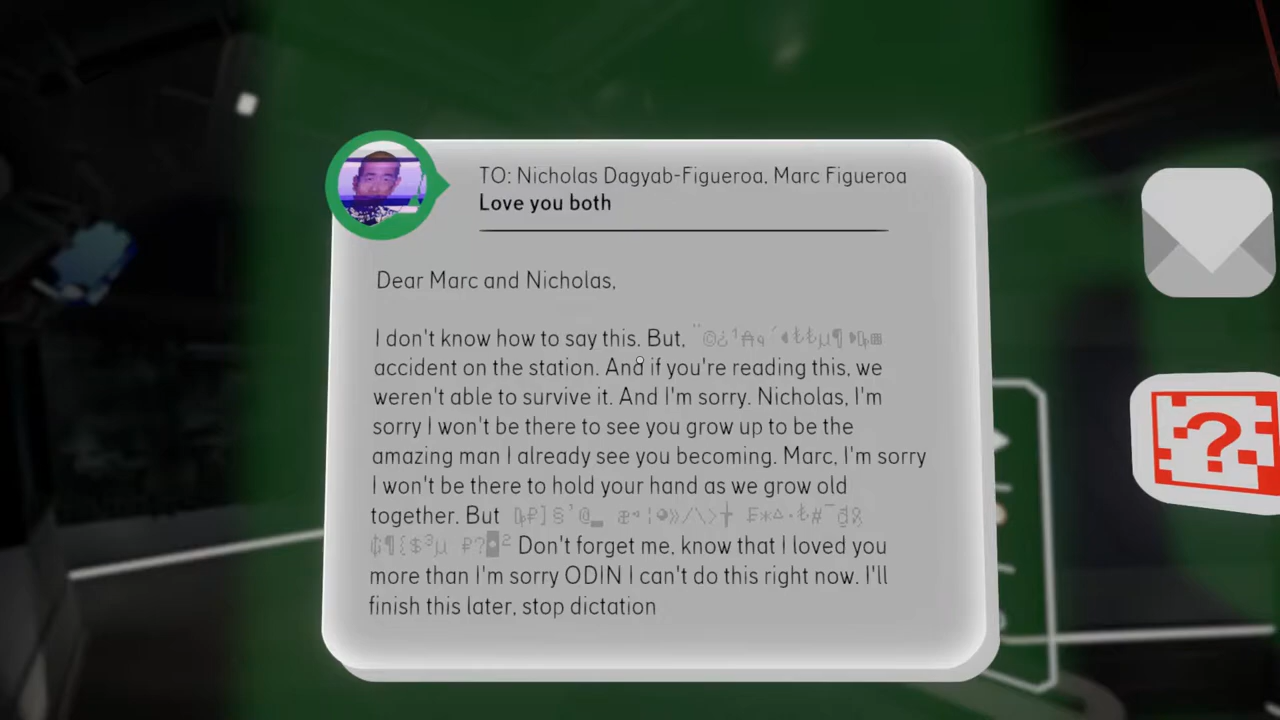 TO: Nicholas Dagyab-Figueroa, Marc Figueroa
Love you both
Dear Marc and Nicholas,
I don't know how to say this. But,
accident on the station. And if you're reading this, we
weren't able to survive it. And I'm sorry. Nicholas, I'm
sorry I won't be there to see you grow up to be the
amazing man I already see you becoming. Marc, I'm sorry
I won't be there to hold your hand as we grow old
together. But
Don't forget me, know that I loved you
more than I'm sorry ODIN I can't do this right now. I'll
finish this later, stop dictation
?